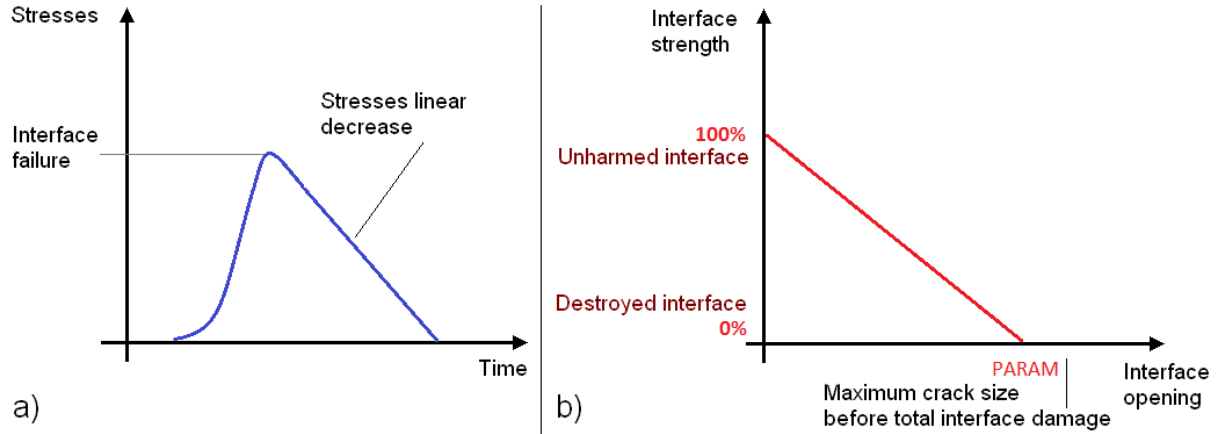 Stresses
Interface
failure
Stresses linear
decrease
Time
a)
Interface
strength
100%
Unharmed interface
Destroyed interface
0%
PARAM
Maximum crack size
before total interface damage
Interface
opening
b)